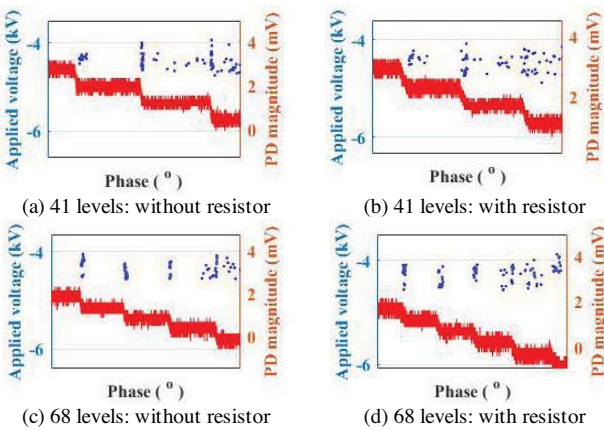 Applied voltage (kV)
-4
-6
4
2
0
PD magnitude (mV)
Phase ( º )
(a) 41 levels: without resistor
Applied voltage (kV)
-4
-6
4
2
PD magnitude (mV)
Phase ( º )
(b) 41 levels: with resistor
Applied voltage (kV)
-4
-6
4
2
0
PD magnitude (mV)
Phase ( º )
(c) 68 levels: without resistor
Applied voltage (kV)
-4
-6
4
2
0
PD magnitude (mV)
Phase ( º )
(d) 68 levels: with resistor